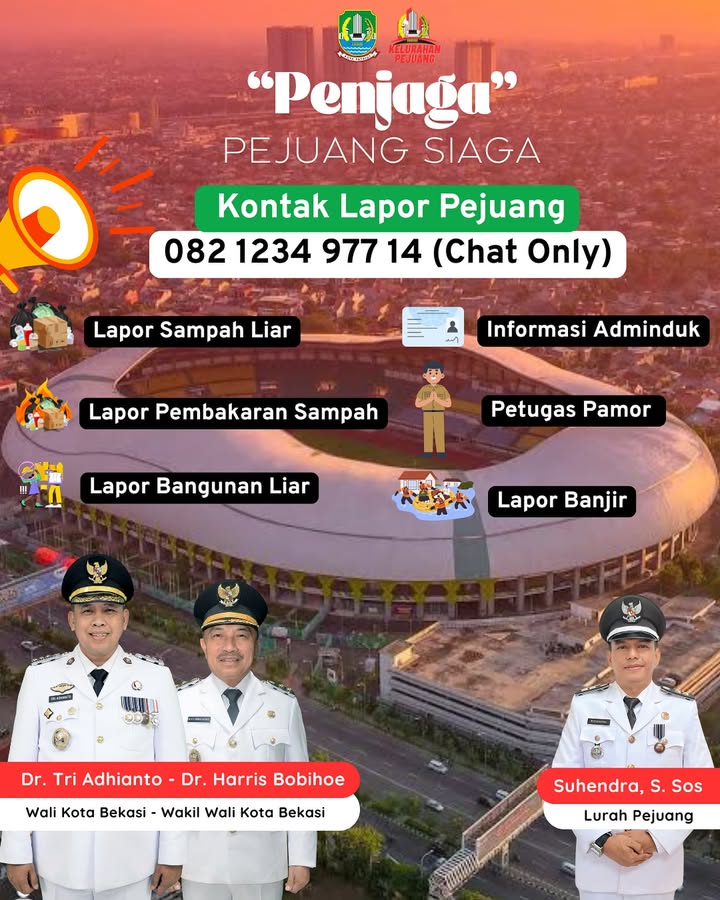 KELURAHAN
PEJUANG
“Penjaga”
PEJUANG SIAGA
Kontak Lapor Pejuang
082 1234 977 14 (Chat Only)
Lapor Sampah Liar
Informasi Adminduk
Lapor Pembakaran Sampah
Petugas Pamor
Lapor Bangunan Liar
Lapor Banjir
Dr. Tri Adhianto - Dr. Harris Bobihoe
Wali Kota Bekasi - Wakil Wali Kota Bekasi
Suhendra, S. Sos
Lurah Pejuang